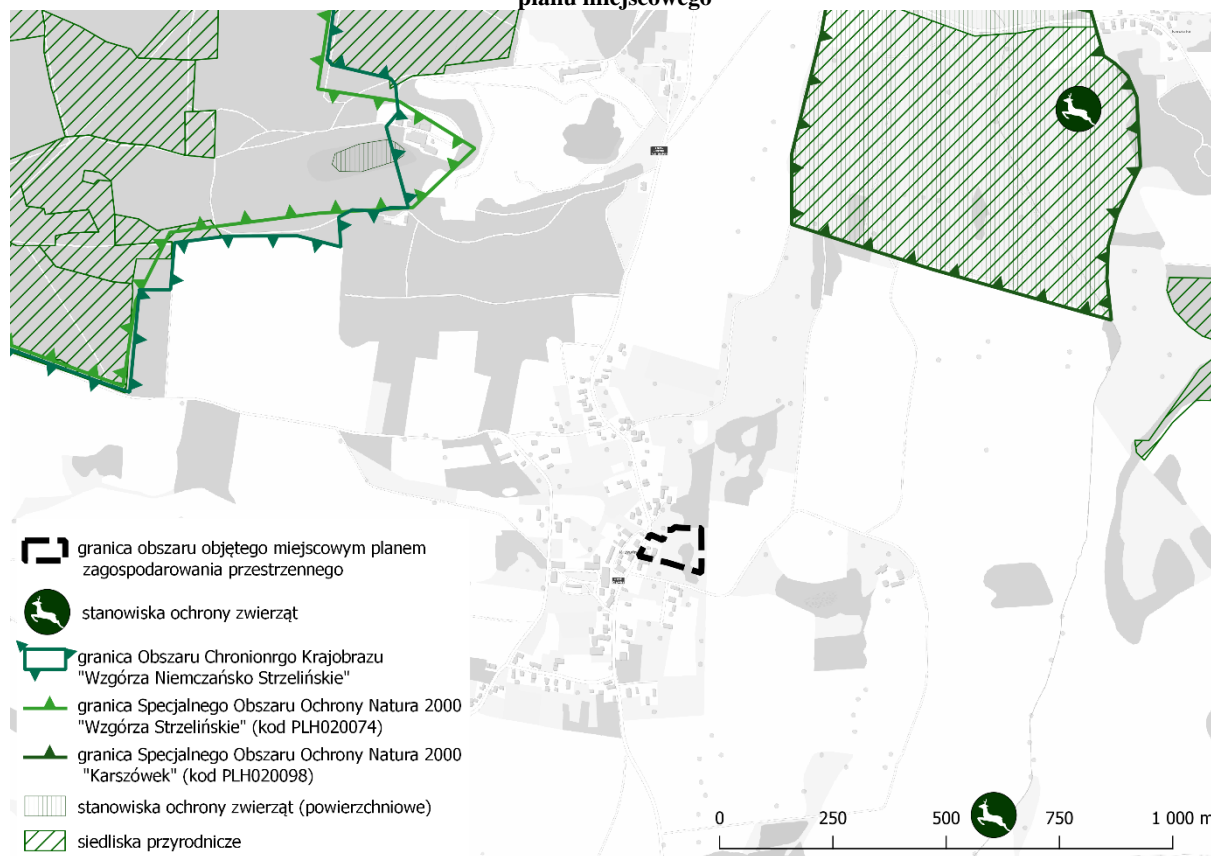 planu miejscowego
granica obszaru objętego miejscowym planem
zagospodarowania przestrzennego
stanowiska ochrony zwierząt
granica Obszaru Chroniornrgo Krajobrazu
"Wzgórza Niemczańsko Strzelińskie"
granica Specjalnego Obszaru Ochrony Natura 2000
"Wzgórza Strzelińskie" (kod PLH020074)
granica Specjalnego Obszaru Ochrony Natura 2000
"Karszówek" (kod PLH020098)
stanowiska ochrony zwierząt (powierzchniowe)
siedliska przyrodnicze
0 250 500 750 1 000 m